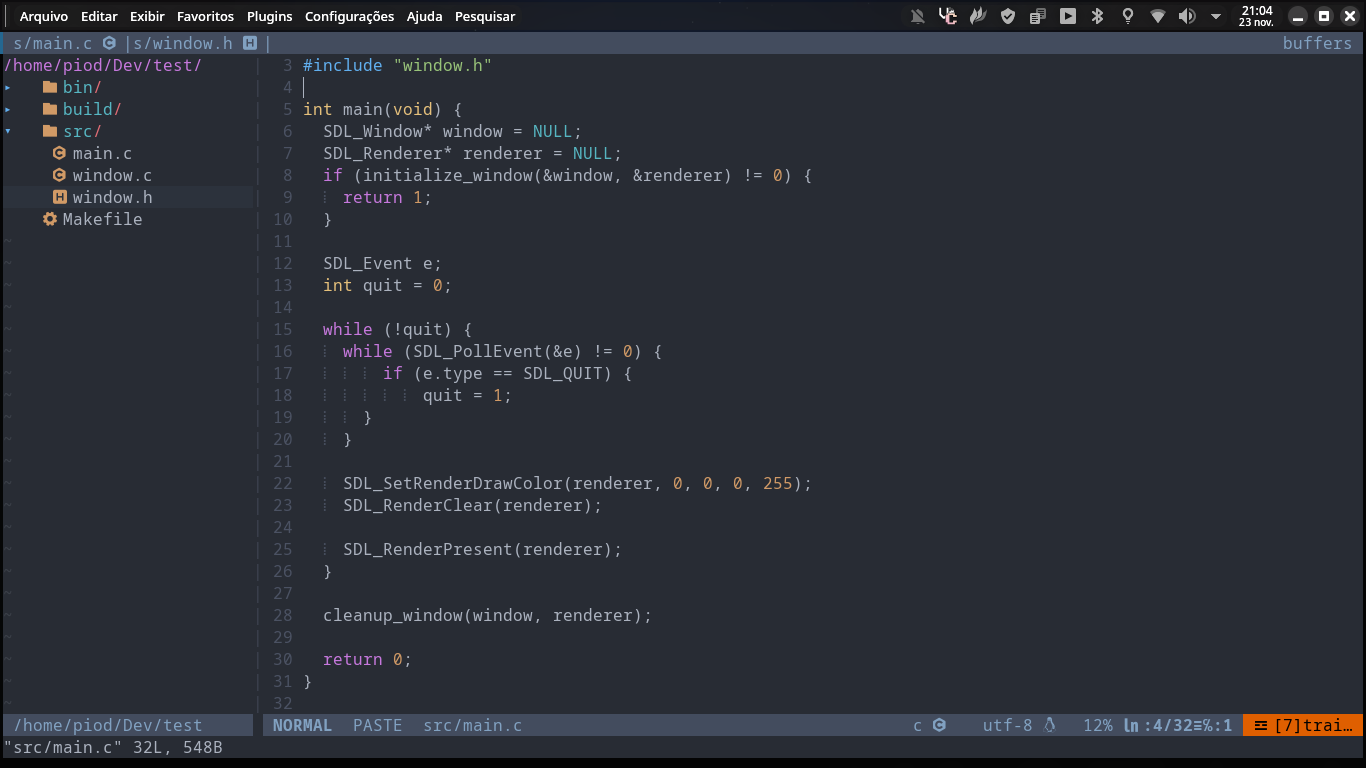 Arquivo Editar Exibir Favoritos Plugins Configurações Ajuda Pesquisar
21:04
23 nov.
s/main.c |s/window.h | buffers
/home/piod/Dev/test/
bin/
build/
src/
main.c
window.c
window.h
Makefile
3 #include "window.h"
4
5 int main(void) {
6 SDL_Window* window = NULL;
7 SDL_Renderer* renderer = NULL;
8 if (initialize_window(&window, &renderer) != 0) {
9 return 1;
10 }
11
12 SDL_Event e;
13 int quit = 0;
14
15 while (!quit) {
16 while (SDL_PollEvent(&e) != 0) {
17 if (e.type == SDL_QUIT) {
18 quit = 1;
19 }
20 }
21
22 SDL_SetRenderDrawColor(renderer, 0, 0, 0, 255);
23 SDL_RenderClear(renderer);
24
25 SDL_RenderPresent(renderer);
26 }
27
28 cleanup_window(window, renderer);
29
30 return 0;
31 }
32
/home/piod/Dev/test NORMAL PASTE src/main.c c utf-8 12% ln :4/32≡℅:1 ☲ [7]trai…
"src/main.c" 32L, 548B